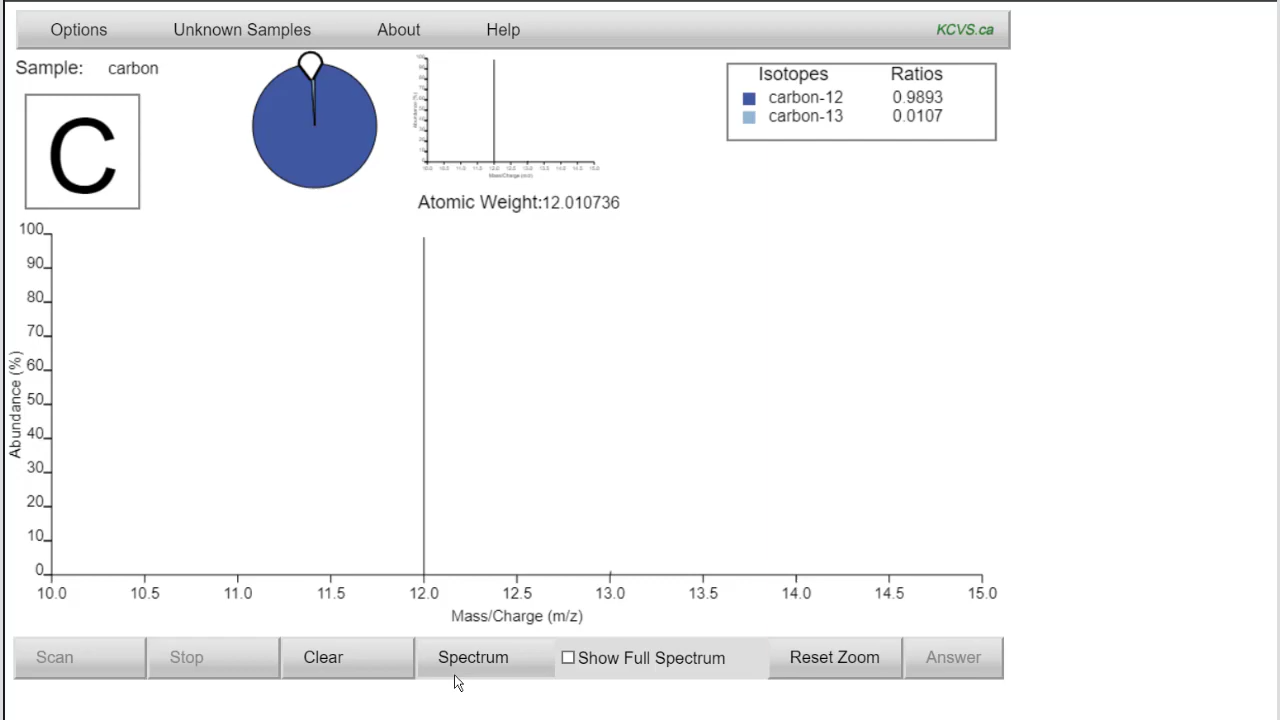 Options Unknown Samples About Help KCVS.ca
Sample: carbon
C
Isotopes Ratios
carbon-12 0.9893
carbon-13 0.0107
Atomic Weight:12.010736
100
90
80
70
60
50
40
30
20
10
0
Abundance (%)
10.0 10.5 11.0 11.5 12.0 12.5 13.0 13.5 14.0 14.5 15.0
Mass/Charge (m/z)
Scan Stop Clear Spectrum Show Full Spectrum Reset Zoom Answer